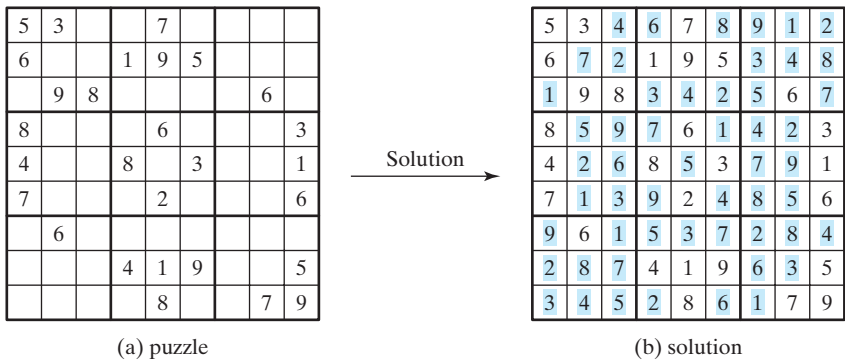 5 3 7
6 1 9 5
9 8 6
8 6 3
4 8 3 1
7 2 6
6
4 1 9 5
8 7 9
(a) puzzle
Solution
5 3 4 6 7 8 9 1 2
6 7 2 1 9 5 3 4 8
1 9 8 3 4 2 5 6 7
8 5 9 7 6 1 4 2 3
4 2 6 8 5 3 7 9 1
7 1 3 9 2 4 8 5 6
9 6 1 5 3 7 2 8 4
2 8 7 4 1 9 6 3 5
3 4 5 2 8 6 1 7 9
(b) solution